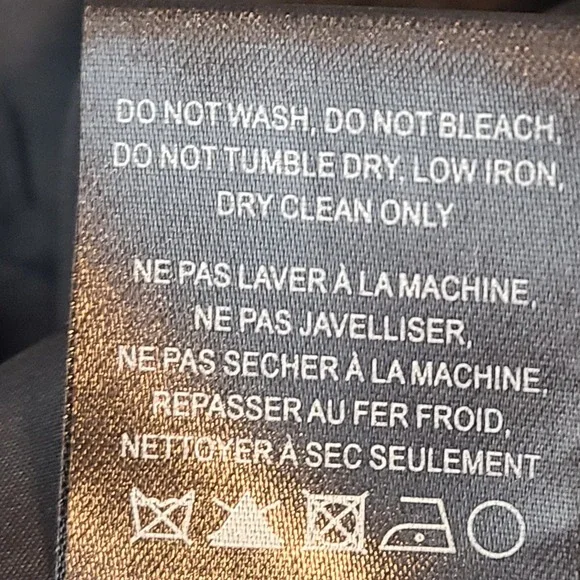 DO NOT WASH, DO NOT BLEACH,
DO NOT TUMBLE DRY, LOW IRON,
DRY CLEAN ONLY
NE PAS LAVER À LA MACHINE,
NE PAS JAVELLISER,
NE PAS SECHER À LA MACHINE,
REPASSER AU FER FROID,
NETTOYER À SEC SEULEMENT